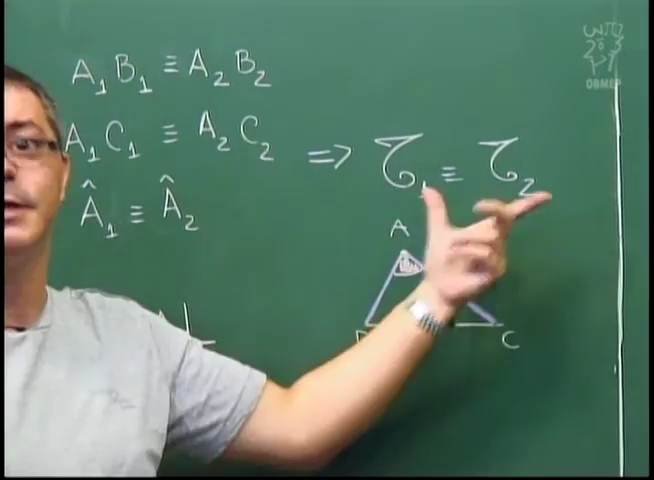 A₁B₁ ≡ A₂B₂
A₁C₁ ≡ A₂C₂
⇒ 𝒯₁ ≡ 𝒯₂
Â₁ ≡ Â₂
A
C
OBMEP